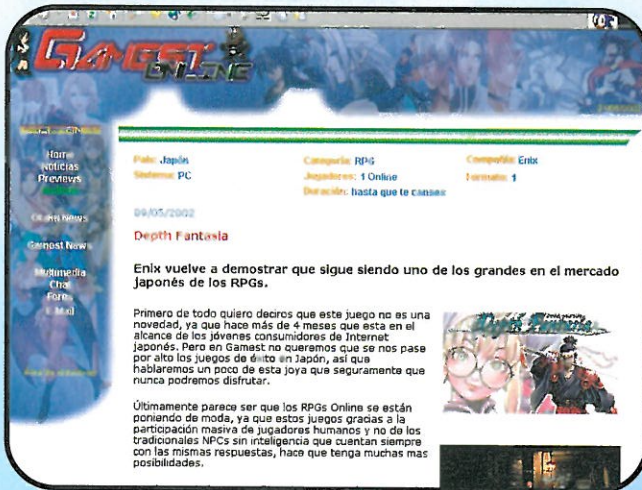 GAMEST
ONLINE
Home
Noticias
Previews
Gamest News
Multimedia
Chat
Foros
E-Mail
País: Japón
Categoría: RPG
Compañía: Enix
Sistema: PC
Jugadores: 1 Online
Formato: 1
Duración: hasta que te canses
09/05/2002
Depth Fantasia
Enix vuelve a demostrar que sigue siendo uno de los grandes en el mercado
japonés de los RPGs.
Primero de todo quiero deciros que este juego no es una
novedad, ya que hace más de 4 meses que esta en el
alcance de los jóvenes consumidores de Internet
japonés. Pero en Gamest no queremos que se nos pase
por alto los juegos de éxito en Japón, así que
hablaremos un poco de esta joya que seguramente que
nunca podremos disfrutar.
Últimamente parece ser que los RPGs Online se están
poniendo de moda, ya que estos juegos gracias a la
participación masiva de jugadores humanos y no de los
tradicionales NPCs sin inteligencia que cuentan siempre
con las mismas respuestas, hace que tenga muchas mas
posibilidades.
Depth Fantasia